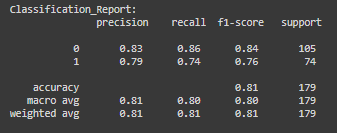 Classification_Report:
precision recall f1-score support
0 0.83 0.86 0.84 105
1 0.79 0.74 0.76 74
accuracy 0.81 179
macro avg 0.81 0.80 0.80 179
weighted avg 0.81 0.81 0.81 179